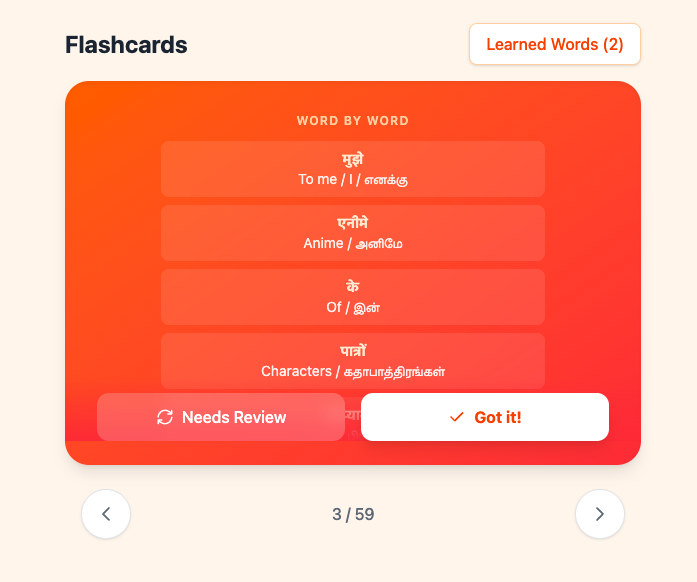 Flashcards
Learned Words (2)
WORD BY WORD
मुझे
To me / I / எனக்கு
एनीमे
Anime / அனிமே
के
Of / இன்
पात्रों
Characters / கதாபாத்திரங்கள்
Needs Review
Got it!
3 / 59